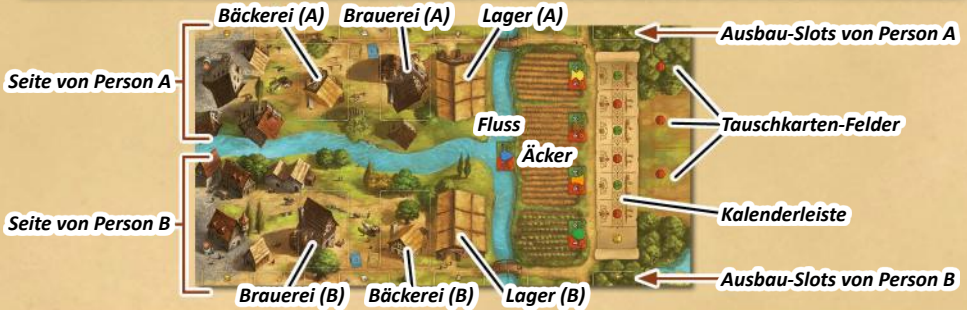 Bäckerei (A)
Brauerei (A)
Lager (A)
Ausbau-Slots von Person A
Seite von Person A
Fluss
Tauschkarten-Felder
Äcker
Seite von Person B
Kalenderleiste
Ausbau-Slots von Person B
Brauerei (B)
Bäckerei (B)
Lager (B)